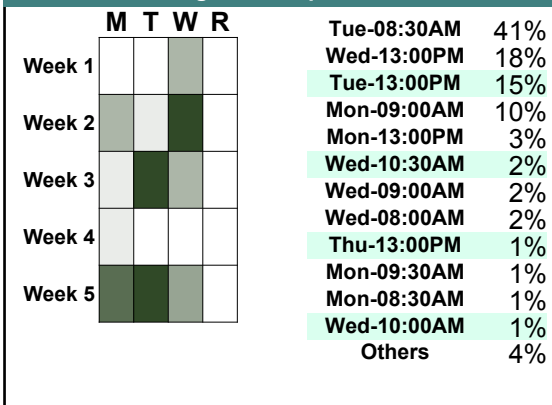 M T W R
Week 1
Week 2
Week 3
Week 4
Week 5
Tue-08:30AM 41%
Wed-13:00PM 18%
Tue-13:00PM 15%
Mon-09:00AM 10%
Mon-13:00PM 3%
Wed-10:30AM 2%
Wed-09:00AM 2%
Wed-08:00AM 2%
Thu-13:00PM 1%
Mon-09:30AM 1%
Mon-08:30AM 1%
Wed-10:00AM 1%
Others 4%